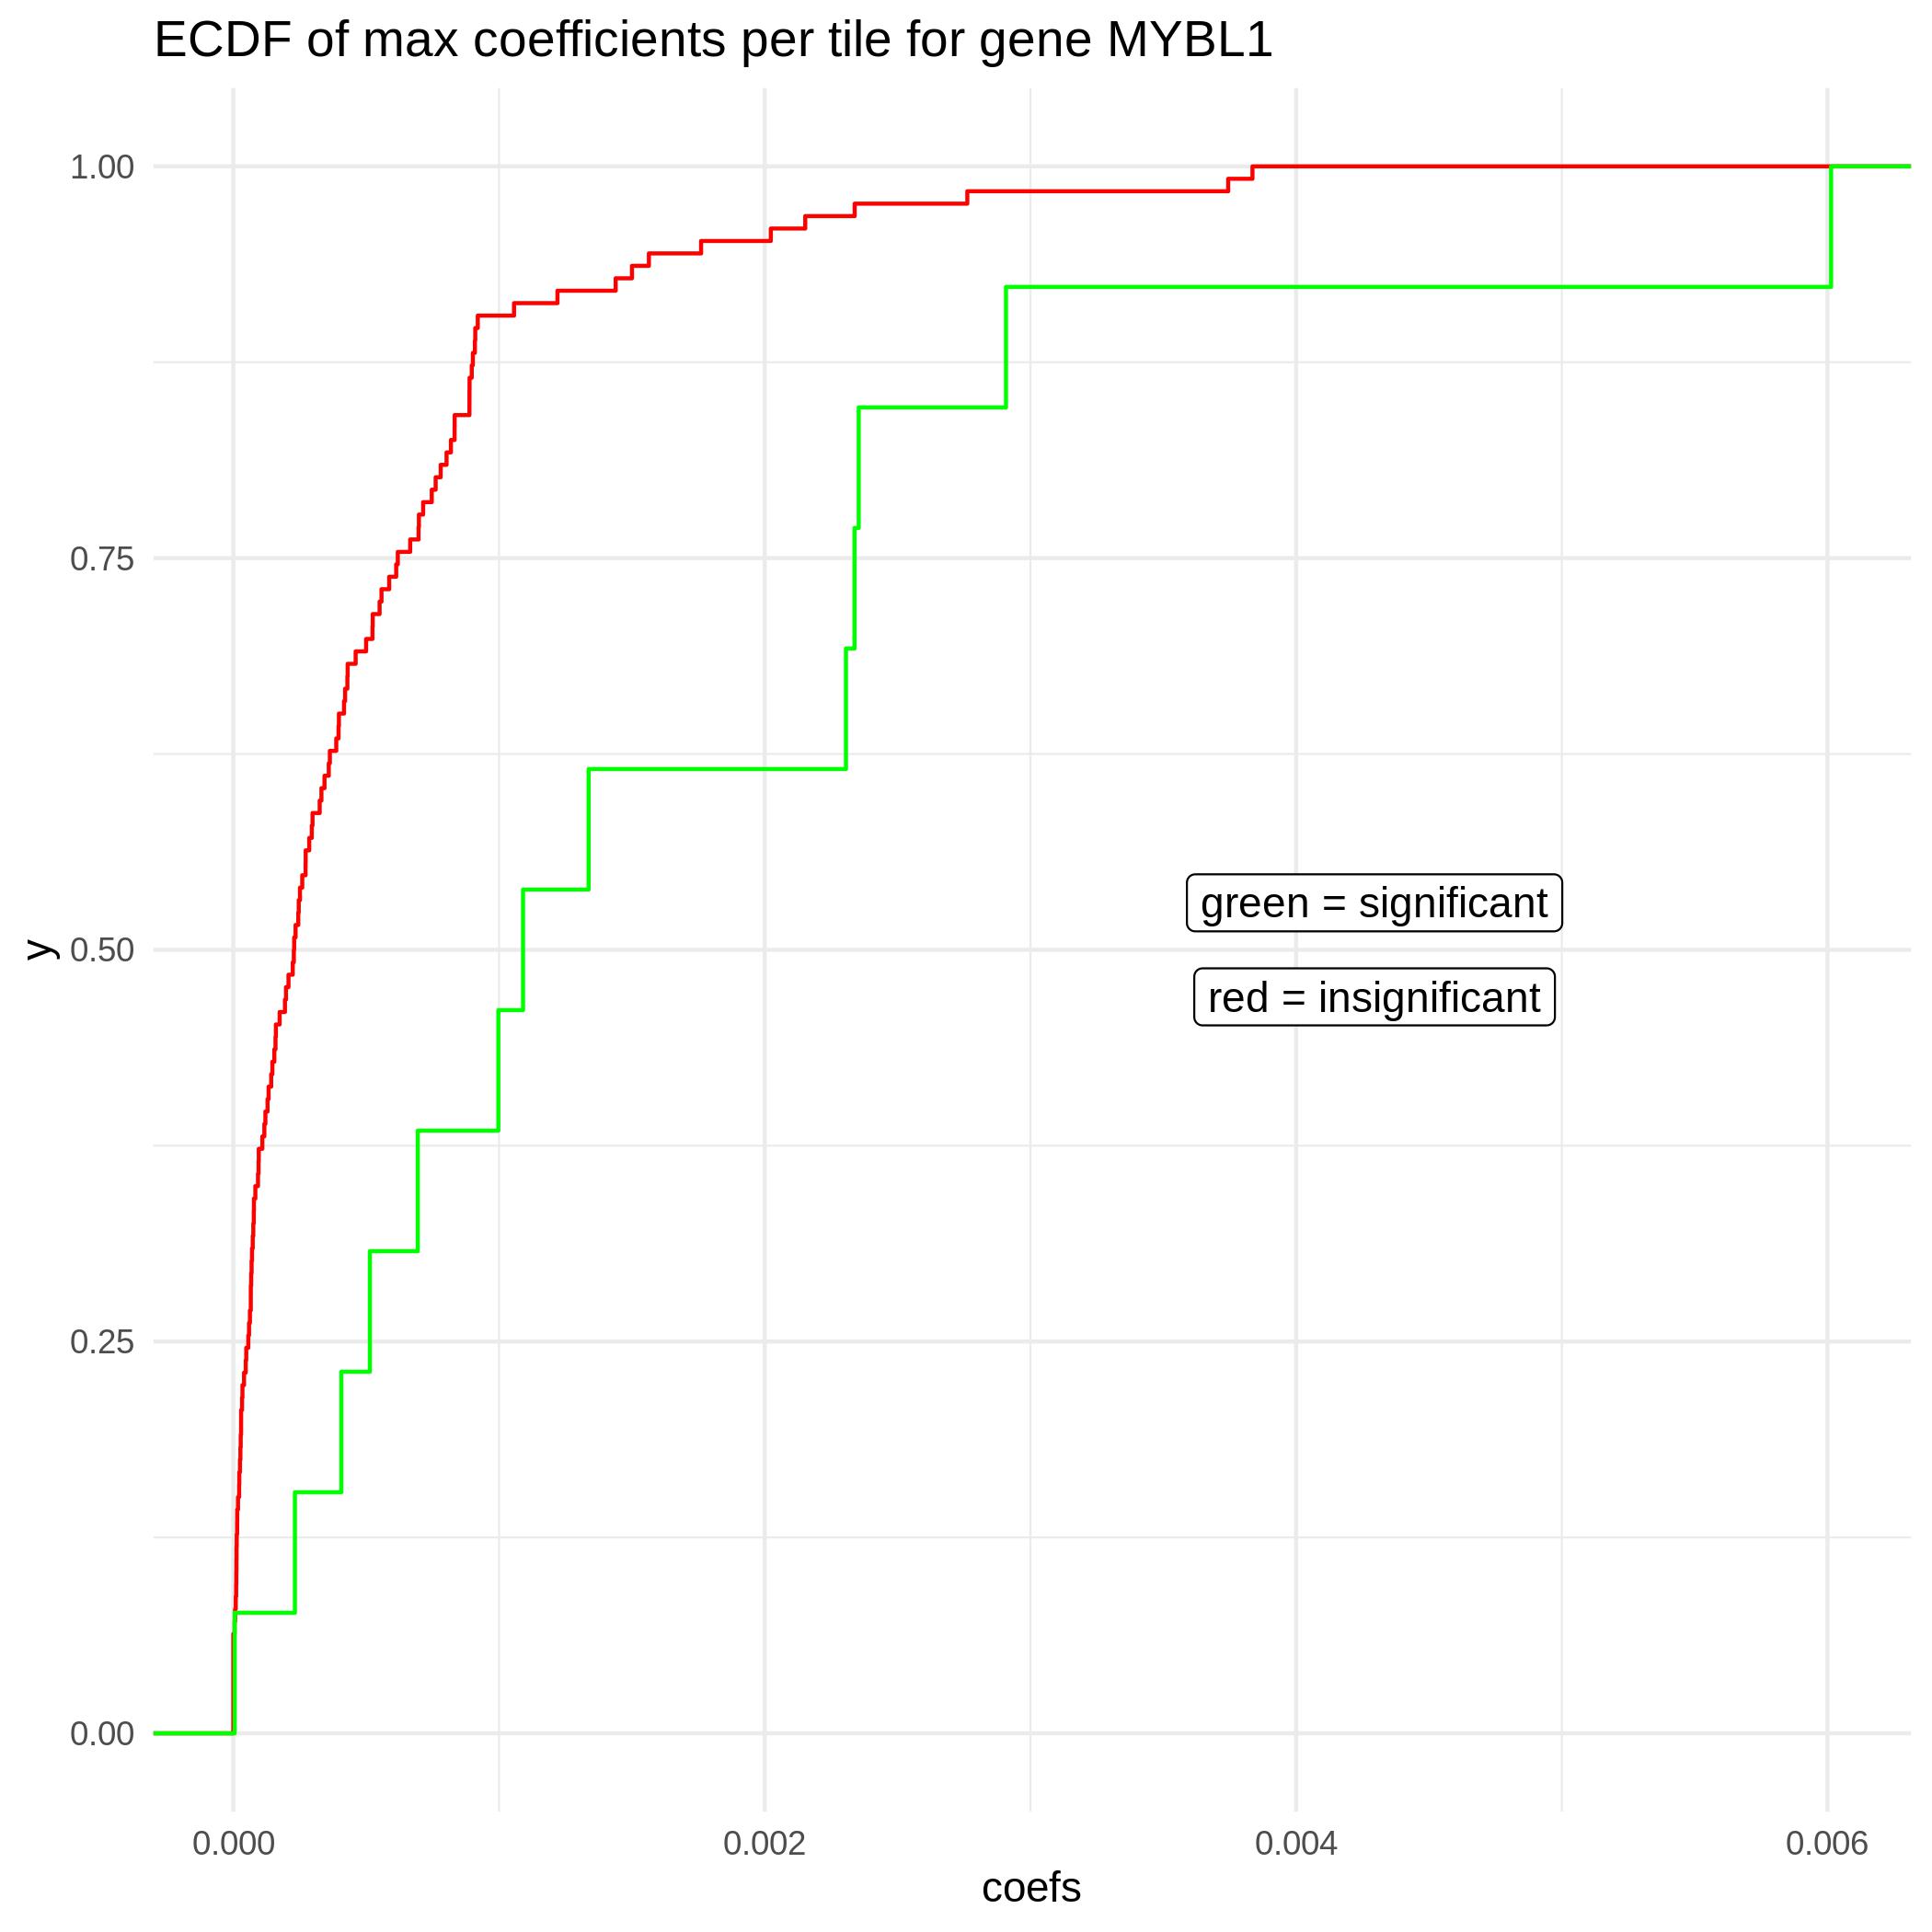 ECDF of max coefficients per tile for gene MYBL1
1.00
0.75
0.50
0.25
0.00
y
green = significant
red = insignificant
0.000 0.002 0.004 0.006
coefs